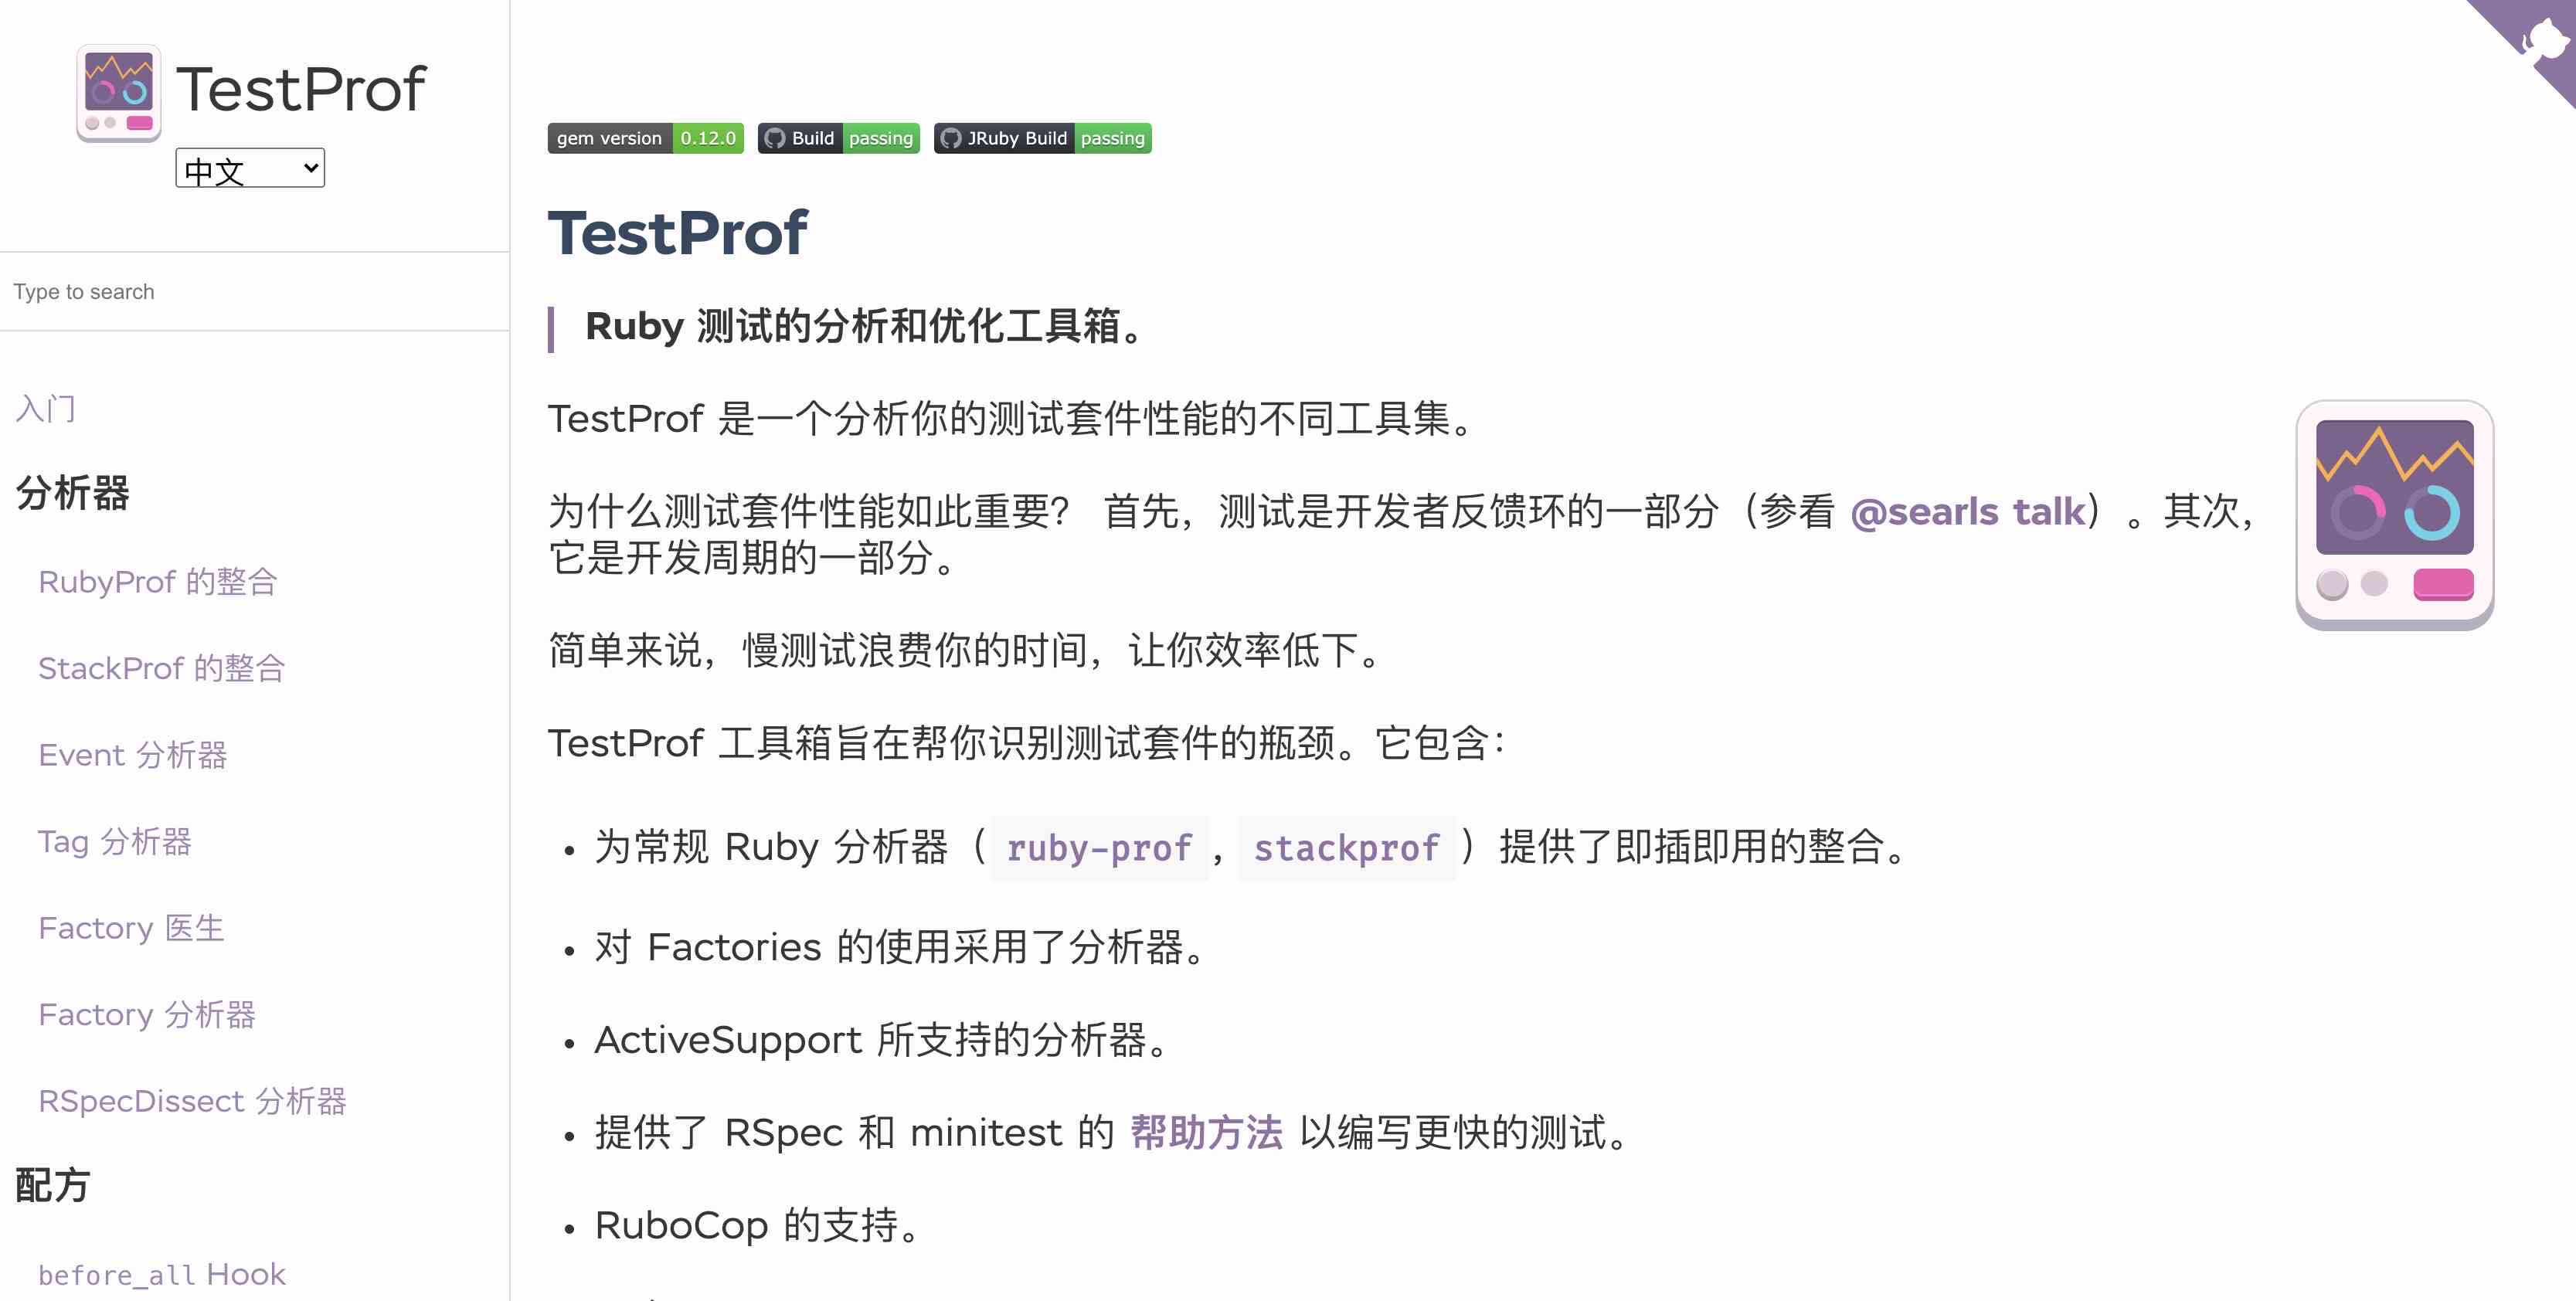 TestProf
中文
Type to search
入门
分析器
RubyProf 的整合
StackProf 的整合
Event 分析器
Tag 分析器
Factory 医生
Factory 分析器
RSpecDissect 分析器
配方
before_all Hook
gem version 0.12.0 Build passing JRuby Build passing
TestProf
Ruby 测试的分析和优化工具箱。
TestProf 是一个分析你的测试套件性能的不同工具集。
为什么测试套件性能如此重要？ 首先，测试是开发者反馈环的一部分（参看 @searls talk）。其次，
它是开发周期的一部分。
简单来说，慢测试浪费你的时间，让你效率低下。
TestProf 工具箱旨在帮你识别测试套件的瓶颈。它包含：
• 为常规 Ruby 分析器（ ruby-prof ， stackprof ）提供了即插即用的整合。
• 对 Factories 的使用采用了分析器。
• ActiveSupport 所支持的分析器。
• 提供了 RSpec 和 minitest 的 帮助方法 以编写更快的测试。
• RuboCop 的支持。